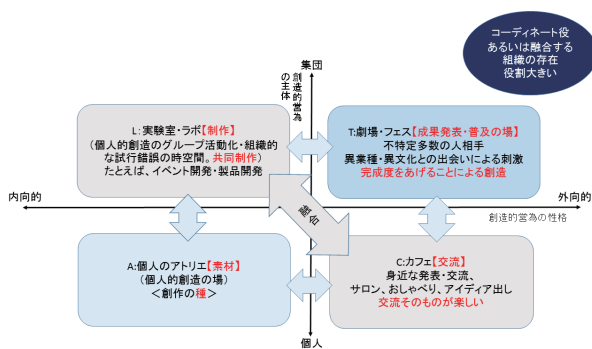 コーディネート役
あるいは融合する
組織の存在
役割大きい
集団
創造的営為
の主体
L:実験室・ラボ【制作】
(個人的創造のグループ活動化・組織的
な試行錯誤の時空間。共同制作)
たとえば、イベント開発・製品開発
T:劇場・フェス【成果発表・普及の場】
不特定多数の人相手
異業種・異文化との出会いによる刺激
完成度をあげることによる創造
内向的
外向的
創造的営為の性格
融合
A:個人のアトリエ【素材】
(個人的創造の場)
<創作の種>
C:カフェ【交流】
身近な発表・交流、
サロン、おしゃべり、アイディア出し
交流そのものが楽しい
個人